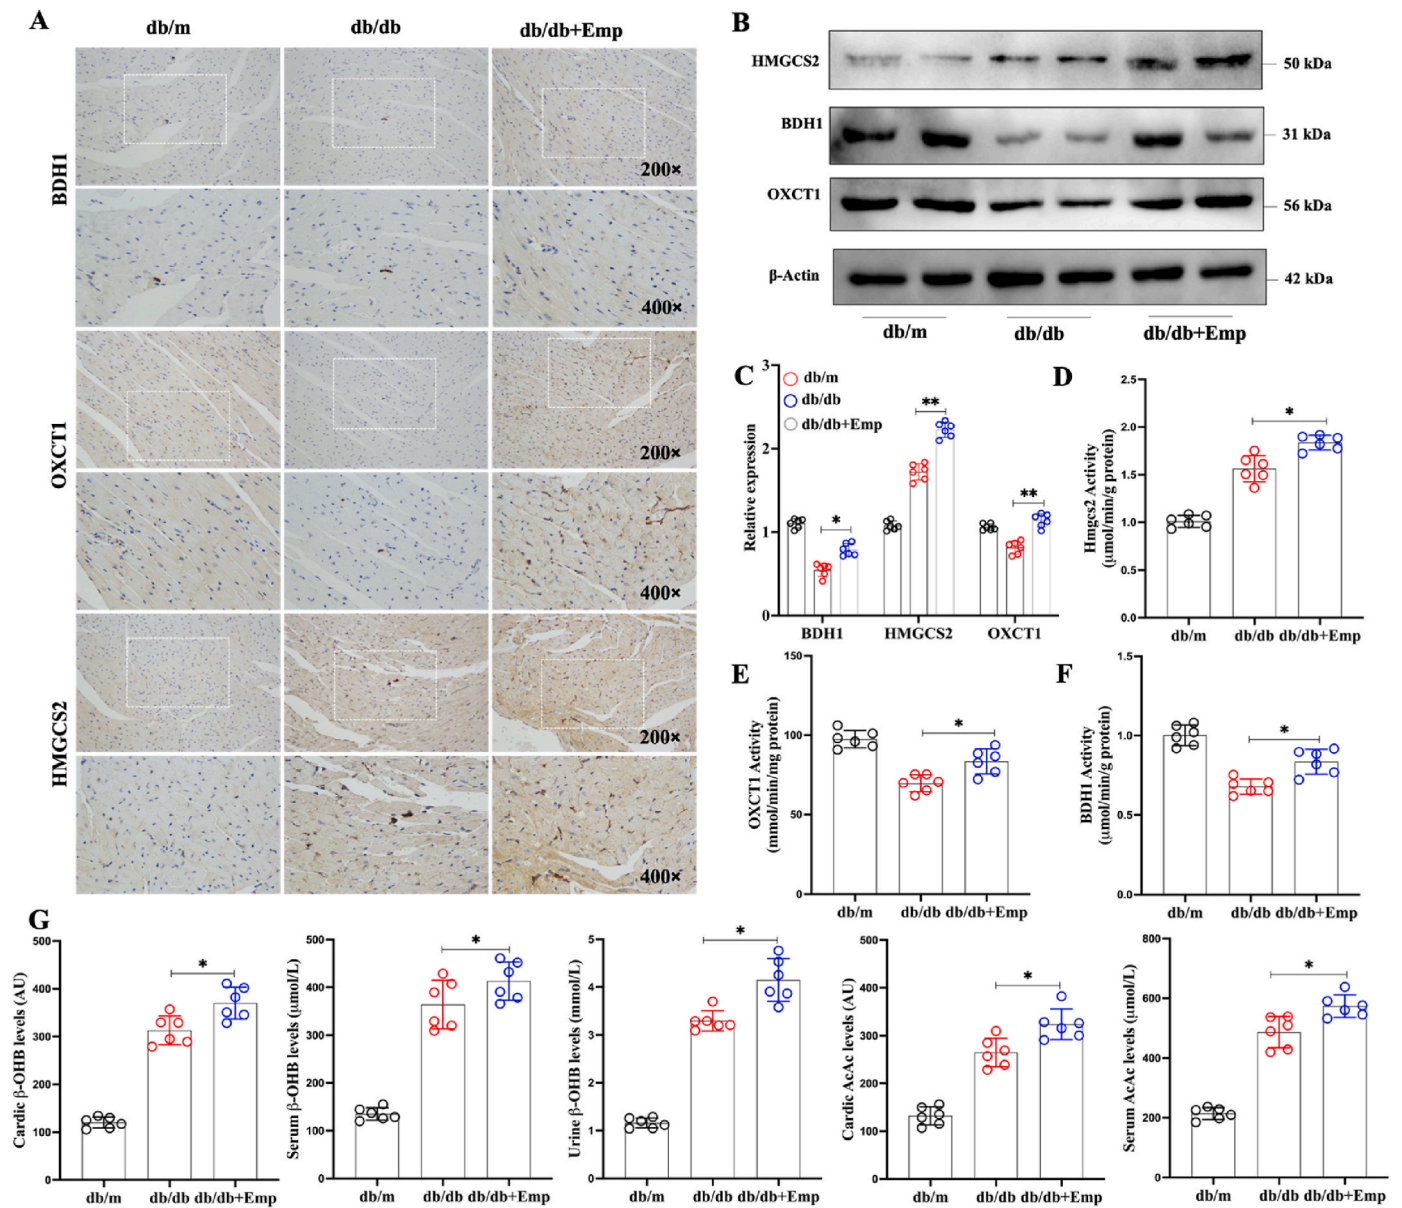 A
db/m
db/db
db/db+Emp
BDH1
200×
400×
OXCT1
200×
400×
HMGCS2
200×
400×
B
HMGCS2
50 kDa
BDH1
31 kDa
OXCT1
56 kDa
β-Actin
42 kDa
db/m
db/db
db/db+Emp
C
Relative expression
3
2
1
0
db/m
db/db
db/db+Emp
*
**
**
BDH1
HMGCS2
OXCT1
D
Hmgcs2 Activity
(μmol/min/g protein)
2.5
2.0
1.5
1.0
0.5
0.0
*
db/m
db/db
db/db+Emp
E
OXCT1 Activity
(mmol/min/mg protein)
150
100
50
0
*
db/m
db/db
db/db+Emp
F
BDH1 Activity
(μmol/min/g protein)
1.5
1.0
0.5
0.0
*
db/m
db/db
db/db+Emp
G
Cardic β-OHB levels (AU)
500
400
300
200
100
0
*
db/m
db/db
db/db+Emp
Serum β-OHB levels (μmol/L)
500
400
300
200
100
0
*
db/m
db/db
db/db+Emp
Urine β-OHB levels (mmol/L)
5
4
3
2
1
0
*
db/m
db/db
db/db+Emp
Cardic AcAc levels (AU)
500
400
300
200
100
0
*
db/m
db/db
db/db+Emp
Serum AcAc levels (μmol/L)
800
600
400
200
0
*
db/m
db/db
db/db+Emp